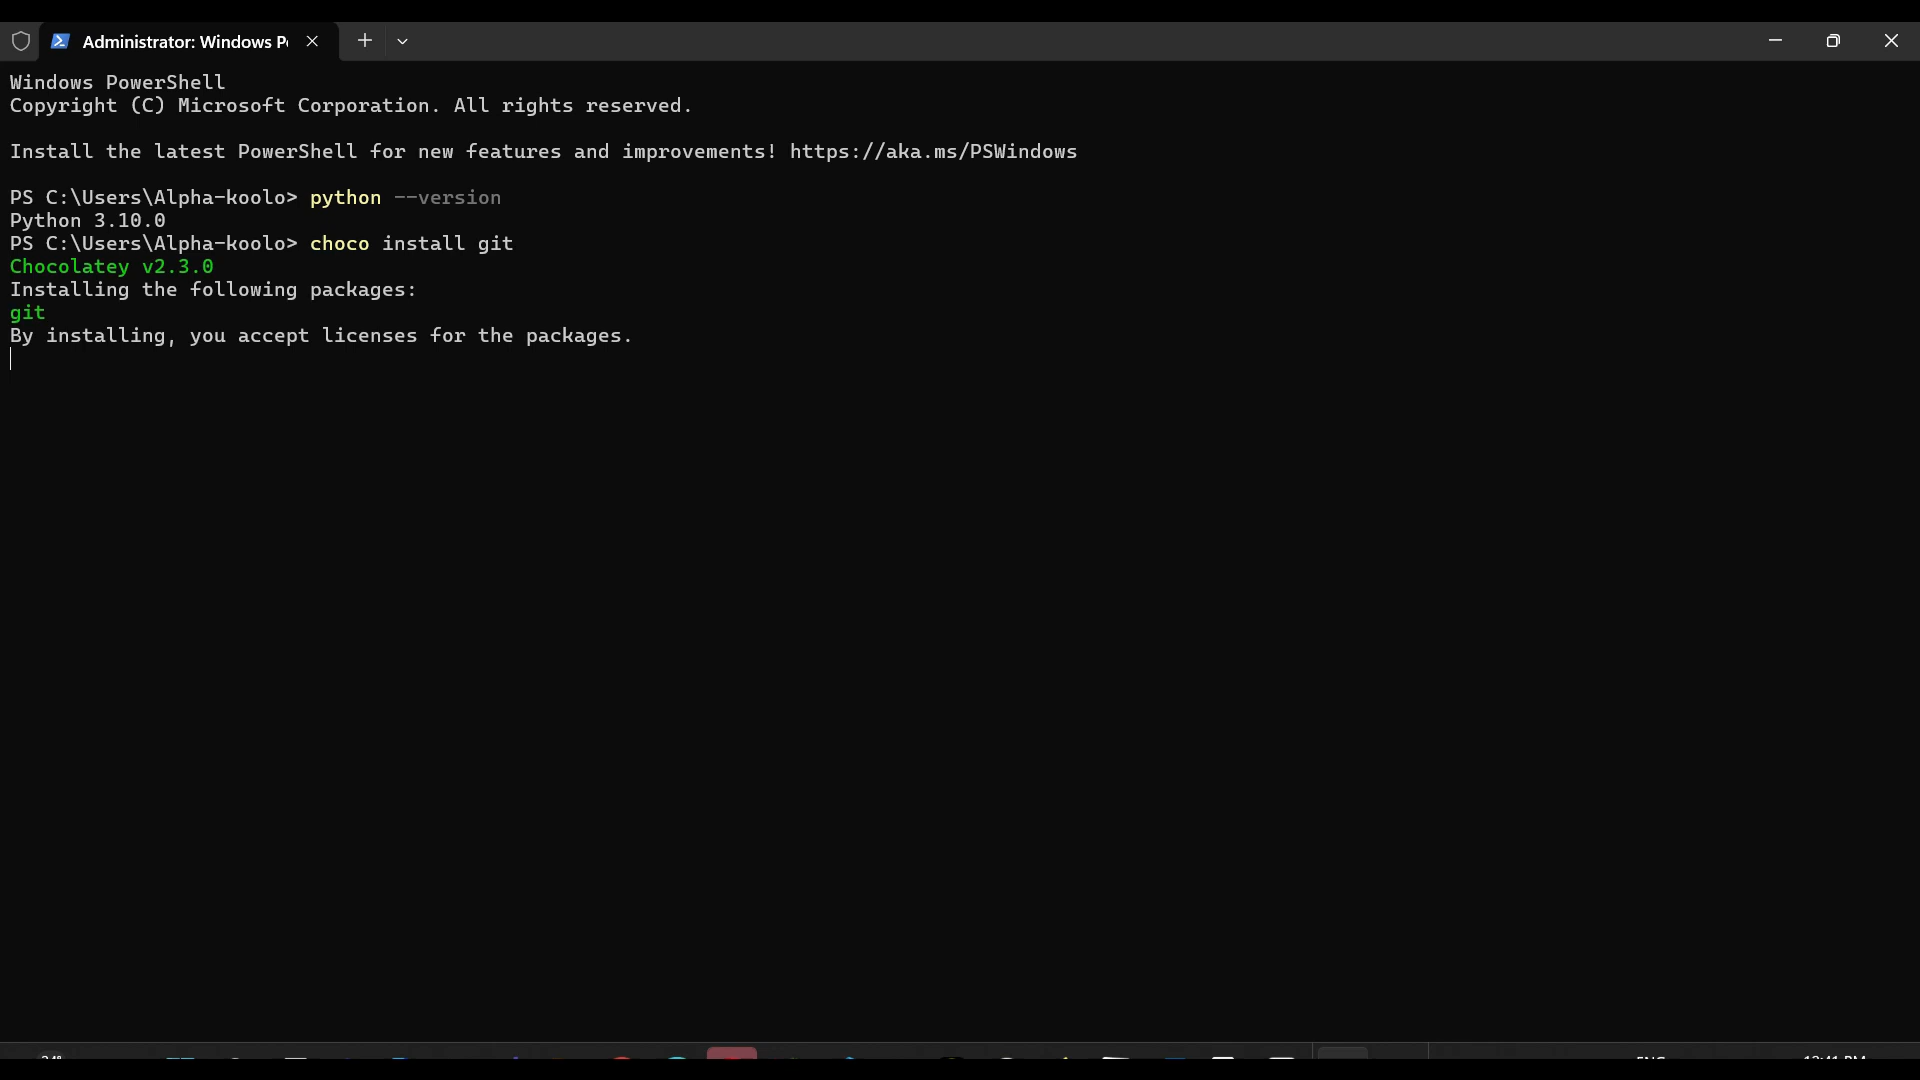 Administrator: Windows P
Windows PowerShell
Copyright (C) Microsoft Corporation. All rights reserved.
Install the latest PowerShell for new features and improvements! https://aka.ms/PSWindows
PS C:\Users\Alpha-koolo> python --version
Python 3.10.0
PS C:\Users\Alpha-koolo> choco install git
Chocolatey v2.3.0
Installing the following packages:
git
By installing, you accept licenses for the packages.